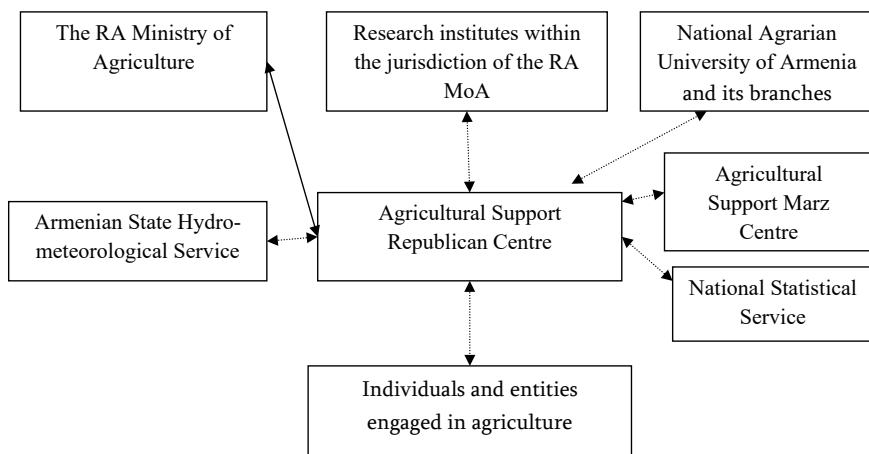 The RA Ministry of
Agriculture
Research institutes within
the jurisdiction of the RA
MoA
National Agrarian
University of Armenia
and its branches
Armenian State Hydro-
meteorological Service
Agricultural Support
Republican Centre
Agricultural
Support Marz
Centre
National Statistical
Service
Individuals and entities
engaged in agriculture